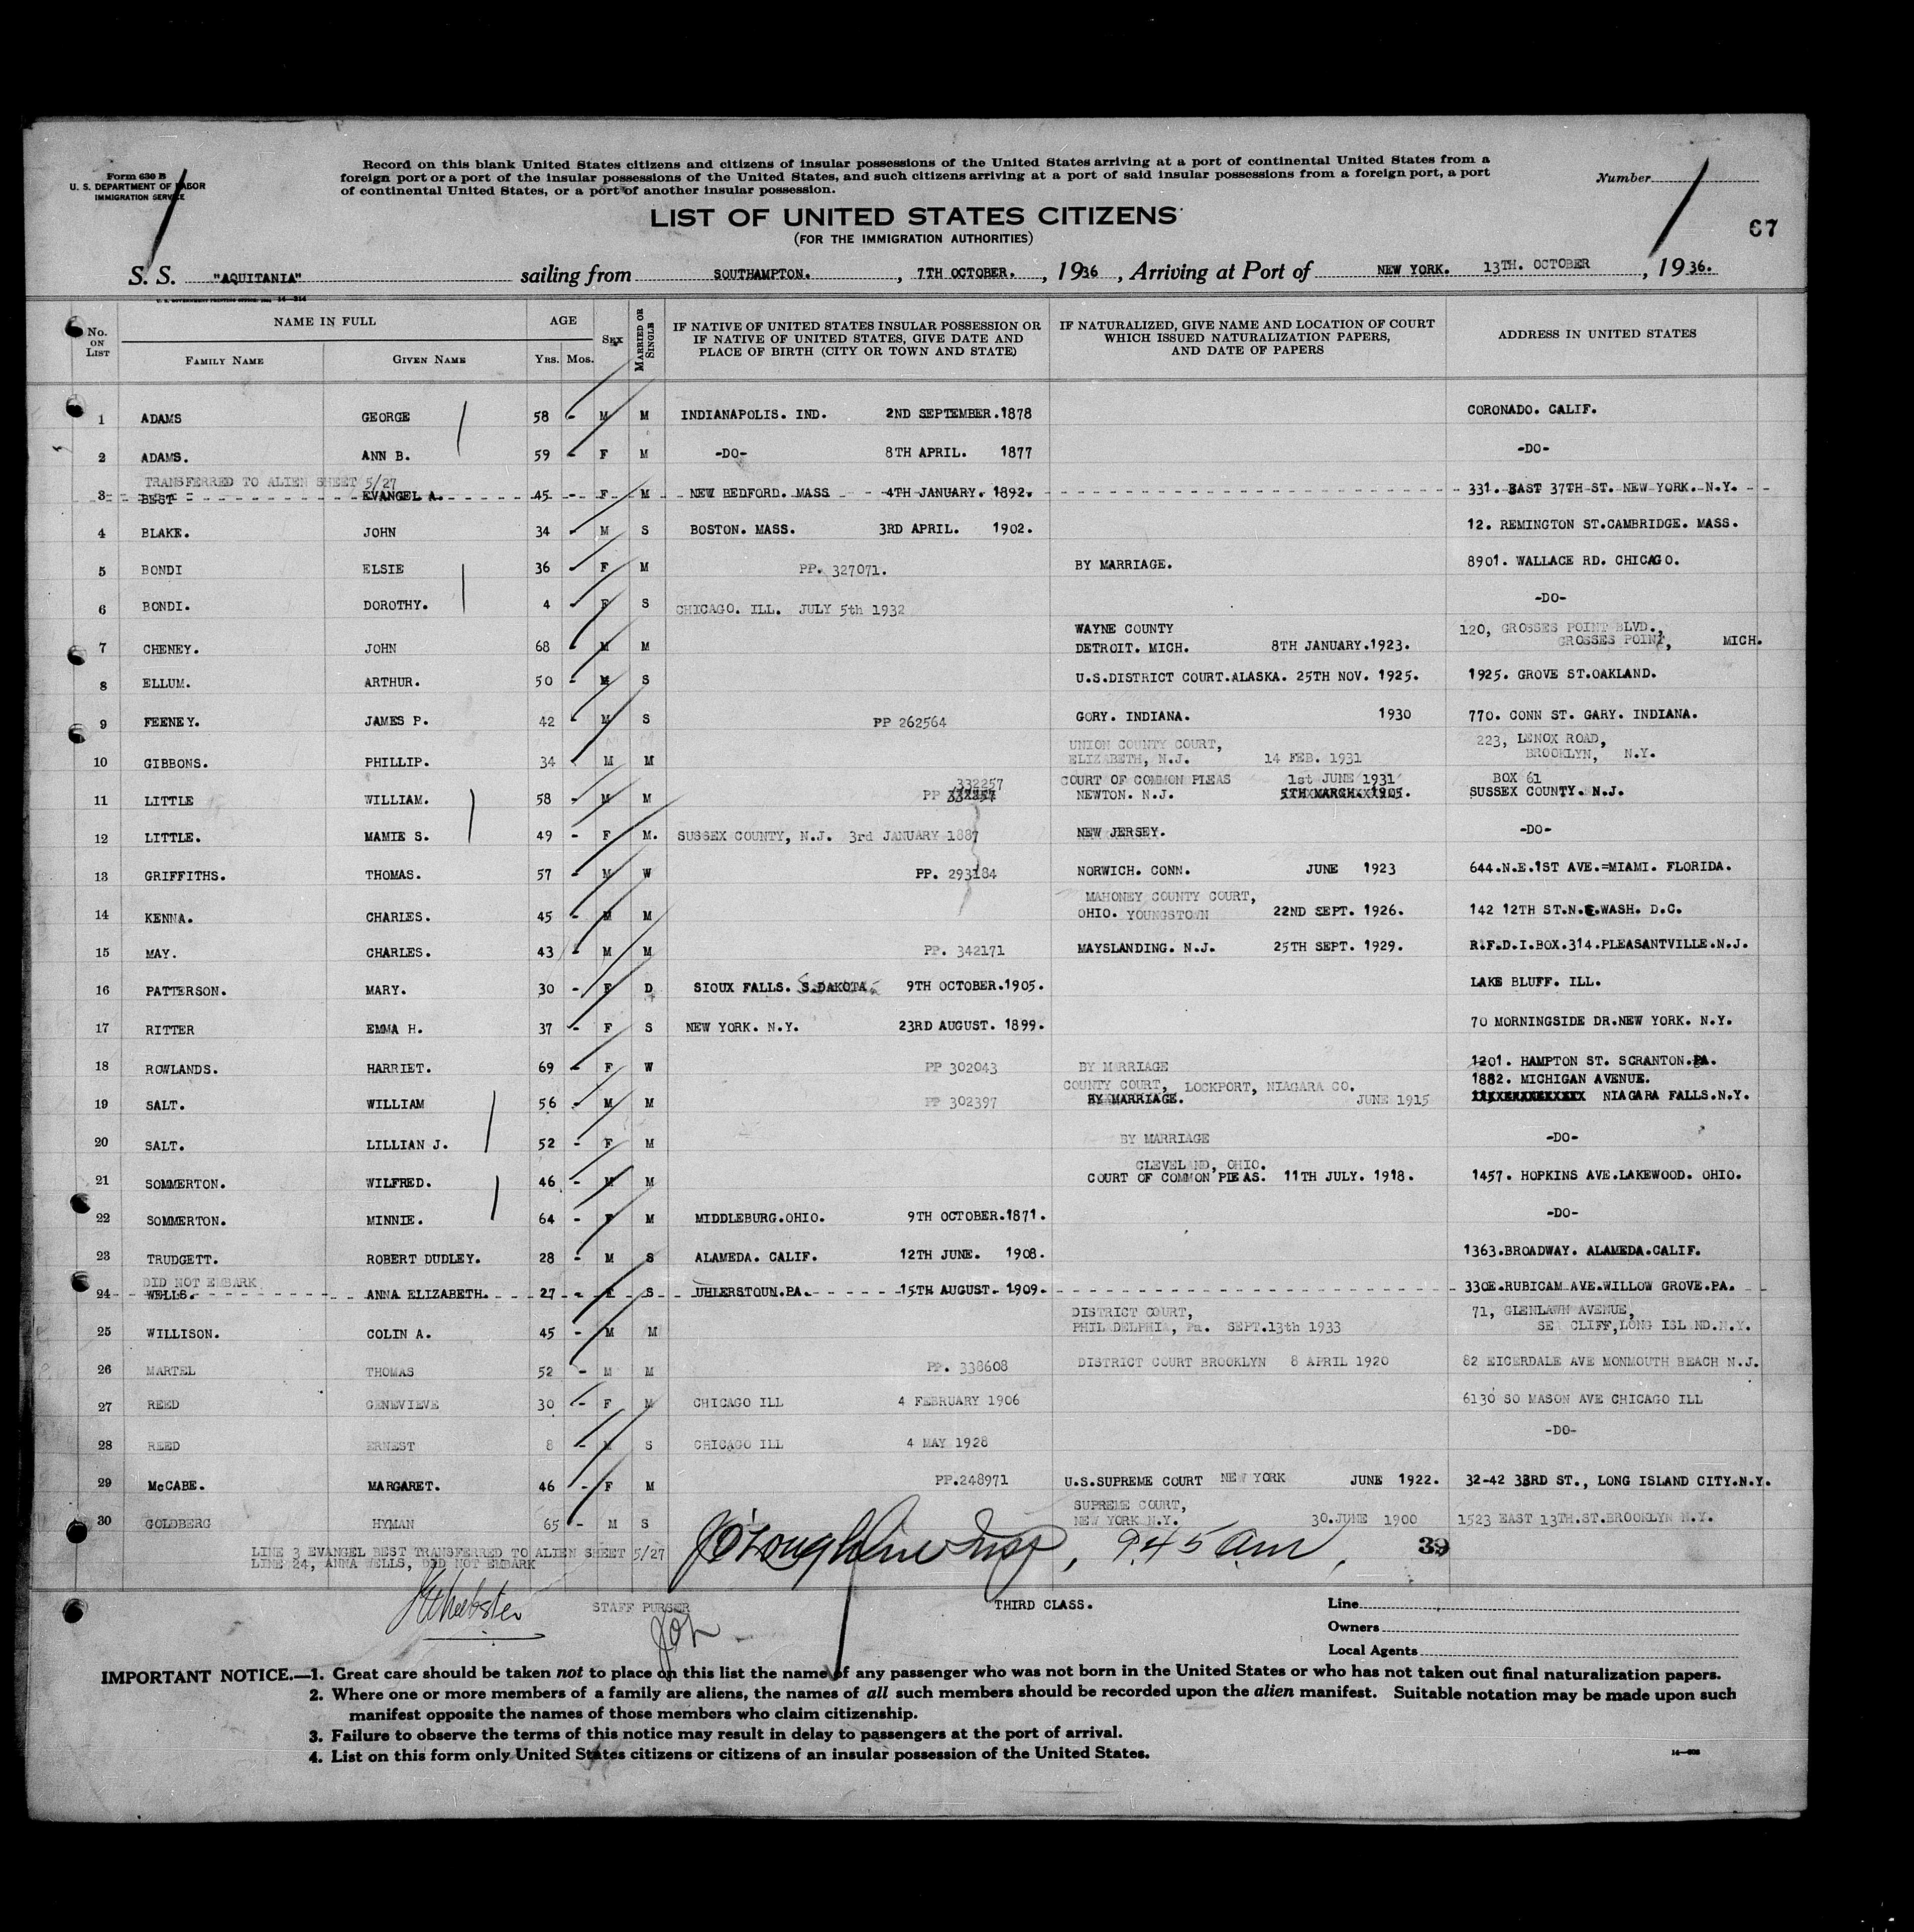 Form 630 B
U. S. DEPARTMENT OF LABOR
IMMIGRATION SERVICE
Record on this blank United States citizens and citizens of insular possessions of the United States arriving at a port of continental United States from a
foreign port or a port of the insular possessions of the United States, and such citizens arriving at a port of said insular possessions from a foreign port, a port
of continental United States, or a port of another insular possession.
Number
67
LIST OF UNITED STATES CITIZENS
(FOR THE IMMIGRATION AUTHORITIES)
S. S. "AQUITANIA" sailing from SOUTHAMPTON. , 7TH OCTOBER. , 1936 , Arriving at Port of NEW YORK. 13TH. OCTOBER , 1936.
No. ON LIST
NAME IN FULL
FAMILY NAME GIVEN NAME
AGE
YRS. MOS.
SEX
MARRIED OR SINGLE
IF NATIVE OF UNITED STATES INSULAR POSSESSION OR
IF NATIVE OF UNITED STATES, GIVE DATE AND
PLACE OF BIRTH (CITY OR TOWN AND STATE)
IF NATURALIZED, GIVE NAME AND LOCATION OF COURT
WHICH ISSUED NATURALIZATION PAPERS,
AND DATE OF PAPERS
ADDRESS IN UNITED STATES
1 ADAMS GEORGE 58 - M M INDIANAPOLIS. IND. 2ND SEPTEMBER.1878 CORONADO. CALIF.
2 ADAMS. ANN B. 59 - F M -DO- 8TH APRIL. 1877 -DO-
TRANSFERRED TO ALIEN SHEET 5/27
3 BEST EVANGEL A. 45 - F M NEW BEDFORD. MASS 4TH JANUARY. 1892. 331. EAST 37TH ST. NEW YORK. N.Y.
4 BLAKE. JOHN 34 - M S BOSTON. MASS. 3RD APRIL. 1902. 12. REMINGTON ST.CAMBRIDGE. MASS.
5 BONDI ELSIE 36 - F M PP. 327071. BY MARRIAGE. 8901. WALLACE RD. CHICAGO.
6 BONDI. DOROTHY. 4 - F S CHICAGO. ILL. JULY 5th 1932 -DO-
WAYNE COUNTY 120, GROSSES POINT BLVD.,
7 CHENEY. JOHN 68 - M M DETROIT. MICH. 8TH JANUARY.1923. GROSSES POINT, MICH.
8 ELLUM. ARTHUR. 50 - M S U.S.DISTRICT COURT.ALASKA. 25TH NOV. 1925. 1925. GROVE ST.OAKLAND.
9 FEENEY. JAMES P. 42 - M S PP 262564 GORY. INDIANA. 1930 770. CONN ST. GARY. INDIANA.
UNION COUNTY COURT, 223, LENOX ROAD,
10 GIBBONS. PHILLIP. 34 - M M ELIZABETH, N.J. 14 FEB. 1931 BROOKLYN, N.Y.
332257 COURT OF COMMON PLEAS 1st JUNE 1931 BOX 61
11 LITTLE WILLIAM. 58 - M M PP NEWTON. N.J. 5TH MARCH. 1905. SUSSEX COUNTY. N.J.
12 LITTLE. MAMIE S. 49 - F M. SUSSEX COUNTY, N.J. 3rd JANUARY 1887 NEW JERSEY. -DO-
13 GRIFFITHS. THOMAS. 57 - M W PP. 293184 NORWICH. CONN. JUNE 1923 644.N.E.1ST AVE.=MIAMI. FLORIDA.
MAHONEY COUNTY COURT,
14 KENNA. CHARLES. 45 - M M OHIO. YOUNGSTOWN 22ND SEPT. 1926. 142 12TH ST.N.E.WASH. D.C.
15 MAY. CHARLES. 43 - M M PP. 342171 MAYSLANDING. N.J. 25TH SEPT. 1929. R.F.D.I.BOX.314.PLEASANTVILLE.N.J.
16 PATTERSON. MARY. 30 - F D SIOUX FALLS. S.DAKOTA. 9TH OCTOBER.1905. LAKE BLUFF. ILL.
17 RITTER EMMA H. 37 - F S NEW YORK. N.Y. 23RD AUGUST. 1899. 70 MORNINGSIDE DR.NEW YORK. N.Y.
18 ROWLANDS. HARRIET. 69 - F W PP 302043 BY MARRIAGE 1201. HAMPTON ST. SCRANTON.PA.
COUNTY COURT, LOCKPORT, NIAGARA CO. 1882. MICHIGAN AVENUE.
19 SALT. WILLIAM 56 - M M PP 302397 BY MARRIAGE. JUNE 1915 NIAGARA FALLS.N.Y.
20 SALT. LILLIAN J. 52 - F M BY MARRIAGE -DO-
CLEVELAND, OHIO.
21 SOMMERTON. WILFRED. 46 - M M COURT OF COMMON PLEAS. 11TH JULY. 1918. 1457. HOPKINS AVE.LAKEWOOD. OHIO.
22 SOMMERTON. MINNIE. 64 - F M MIDDLEBURG.OHIO. 9TH OCTOBER.1871. -DO-
23 TRUDGETT. ROBERT DUDLEY. 28 - M S ALAMEDA. CALIF. 12TH JUNE. 1908. 1363.BROADWAY. ALAMEDA.CALIF.
DID NOT EMBARK
24 WELLS. ANNA ELIZABETH. 27 - F S UHLERSTOUN.PA. 15TH AUGUST. 1909. 330E.RUBICAM AVE.WILLOW GROVE.PA.
DISTRICT COURT, 71, GLENLAWN AVENUE,
25 WILLISON. COLIN A. 45 - M M PHILADELPHIA, Pa. SEPT.13th 1933 SEA CLIFF,LONG ISLAND.N.Y.
26 MARTEL THOMAS 52 - M M PP. 338608 DISTRICT COURT BROOKLYN 8 APRIL 1920 82 EICERDALE AVE MONMOUTH BEACH N.J.
27 REED GENEVIEVE 30 - F M CHICAGO ILL 4 FEBRUARY 1906 6130 SO MASON AVE CHICAGO ILL
28 REED ERNEST 8 - M S CHICAGO ILL 4 MAY 1928 -DO-
29 McCABE. MARGARET. 46 - F M PP.248971 U.S.SUPREME COURT NEW YORK JUNE 1922. 32-42 33RD ST., LONG ISLAND CITY.N.Y.
SUPREME COURT,
30 GOLDBERG HYMAN 65 - M S NEW YORK N.Y. 30.JUNE 1900 1523 EAST 13TH.ST.BROOKLYN N.Y.
LINE 3 EVANGEL BEST TRANSFERRED TO ALIEN SHEET 5/27
LINE 24, ANNA WELLS, DID NOT EMBARK
9.45 am, 39
STAFF PURSER
THIRD CLASS.
Line
Owners
Local Agents
IMPORTANT NOTICE.—1. Great care should be taken not to place on this list the name of any passenger who was not born in the United States or who has not taken out final naturalization papers.
2. Where one or more members of a family are aliens, the names of all such members should be recorded upon the alien manifest. Suitable notation may be made upon such
manifest opposite the names of those members who claim citizenship.
3. Failure to observe the terms of this notice may result in delay to passengers at the port of arrival.
4. List on this form only United States citizens or citizens of an insular possession of the United States.